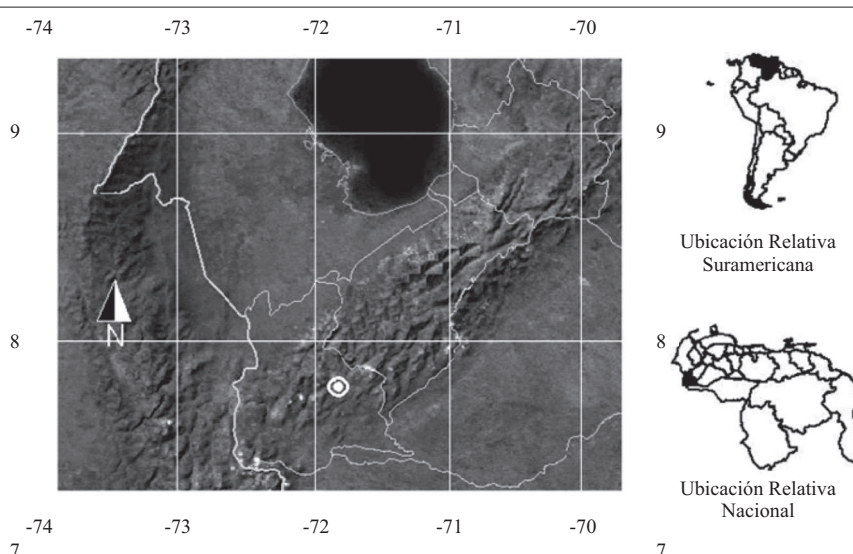 -74 -73 -72 -71 -70
9 9
Ubicación Relativa
Suramericana
N
8 8
Ubicación Relativa
Nacional
-74 -73 -72 -71 -70
7 7